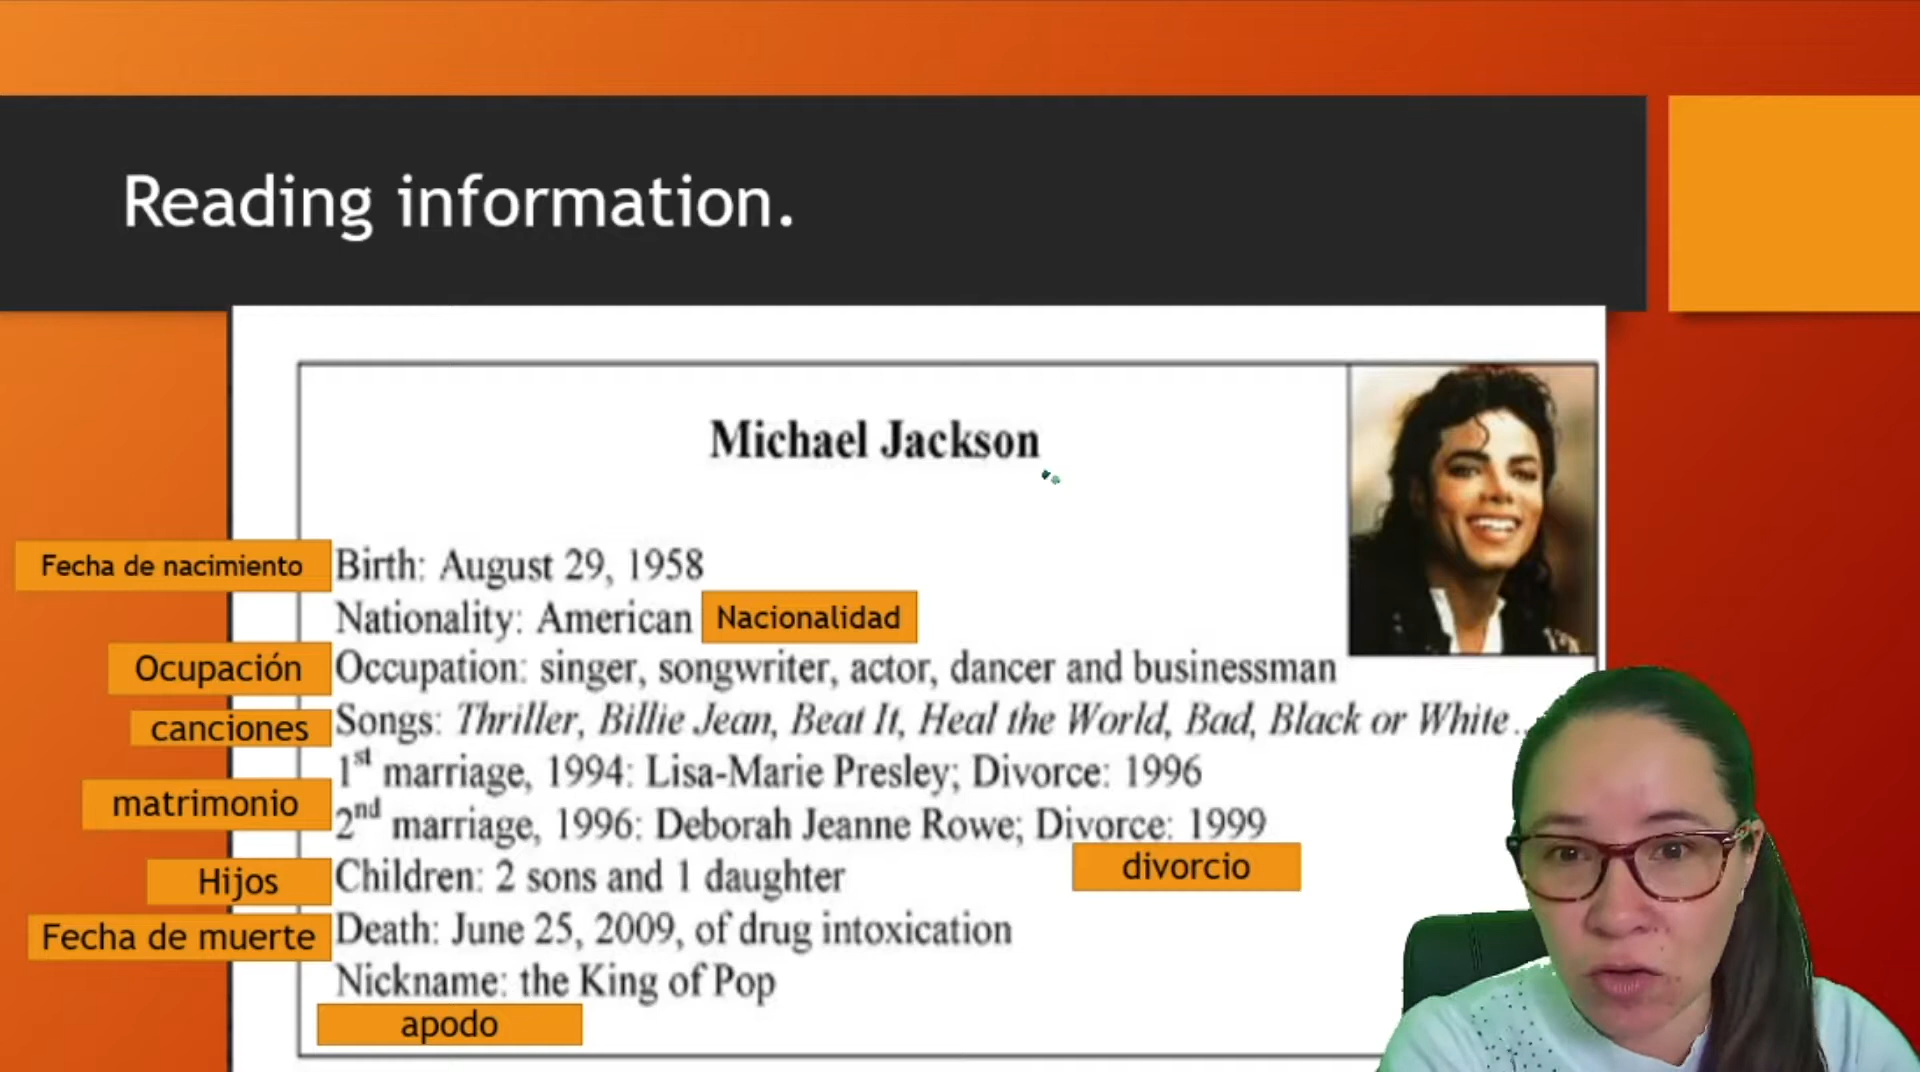 Reading information.
Michael Jackson
Fecha de nacimiento Birth: August 29, 1958
Nationality: American Nacionalidad
Ocupación Occupation: singer, songwriter, actor, dancer and businessman
canciones Songs: Thriller, Billie Jean, Beat It, Heal the World, Bad, Black or White...
1st marriage, 1994: Lisa-Marie Presley; Divorce: 1996
matrimonio 2nd marriage, 1996: Deborah Jeanne Rowe; Divorce: 1999
divorcio
Hijos Children: 2 sons and 1 daughter
Fecha de muerte Death: June 25, 2009, of drug intoxication
Nickname: the King of Pop
apodo